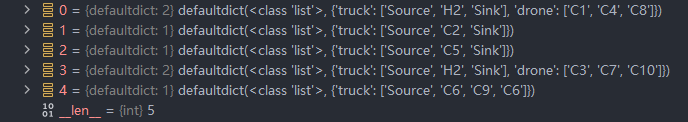 0 = {defaultdict: 2} defaultdict(<class 'list'>, {'truck': ['Source', 'H2', 'Sink'], 'drone': ['C1', 'C4', 'C8']})
1 = {defaultdict: 1} defaultdict(<class 'list'>, {'truck': ['Source', 'C2', 'Sink']})
2 = {defaultdict: 1} defaultdict(<class 'list'>, {'truck': ['Source', 'C5', 'Sink']})
3 = {defaultdict: 2} defaultdict(<class 'list'>, {'truck': ['Source', 'H2', 'Sink'], 'drone': ['C3', 'C7', 'C10']})
4 = {defaultdict: 1} defaultdict(<class 'list'>, {'truck': ['Source', 'C6', 'C9', 'C6']})
10
01 __len__ = {int} 5